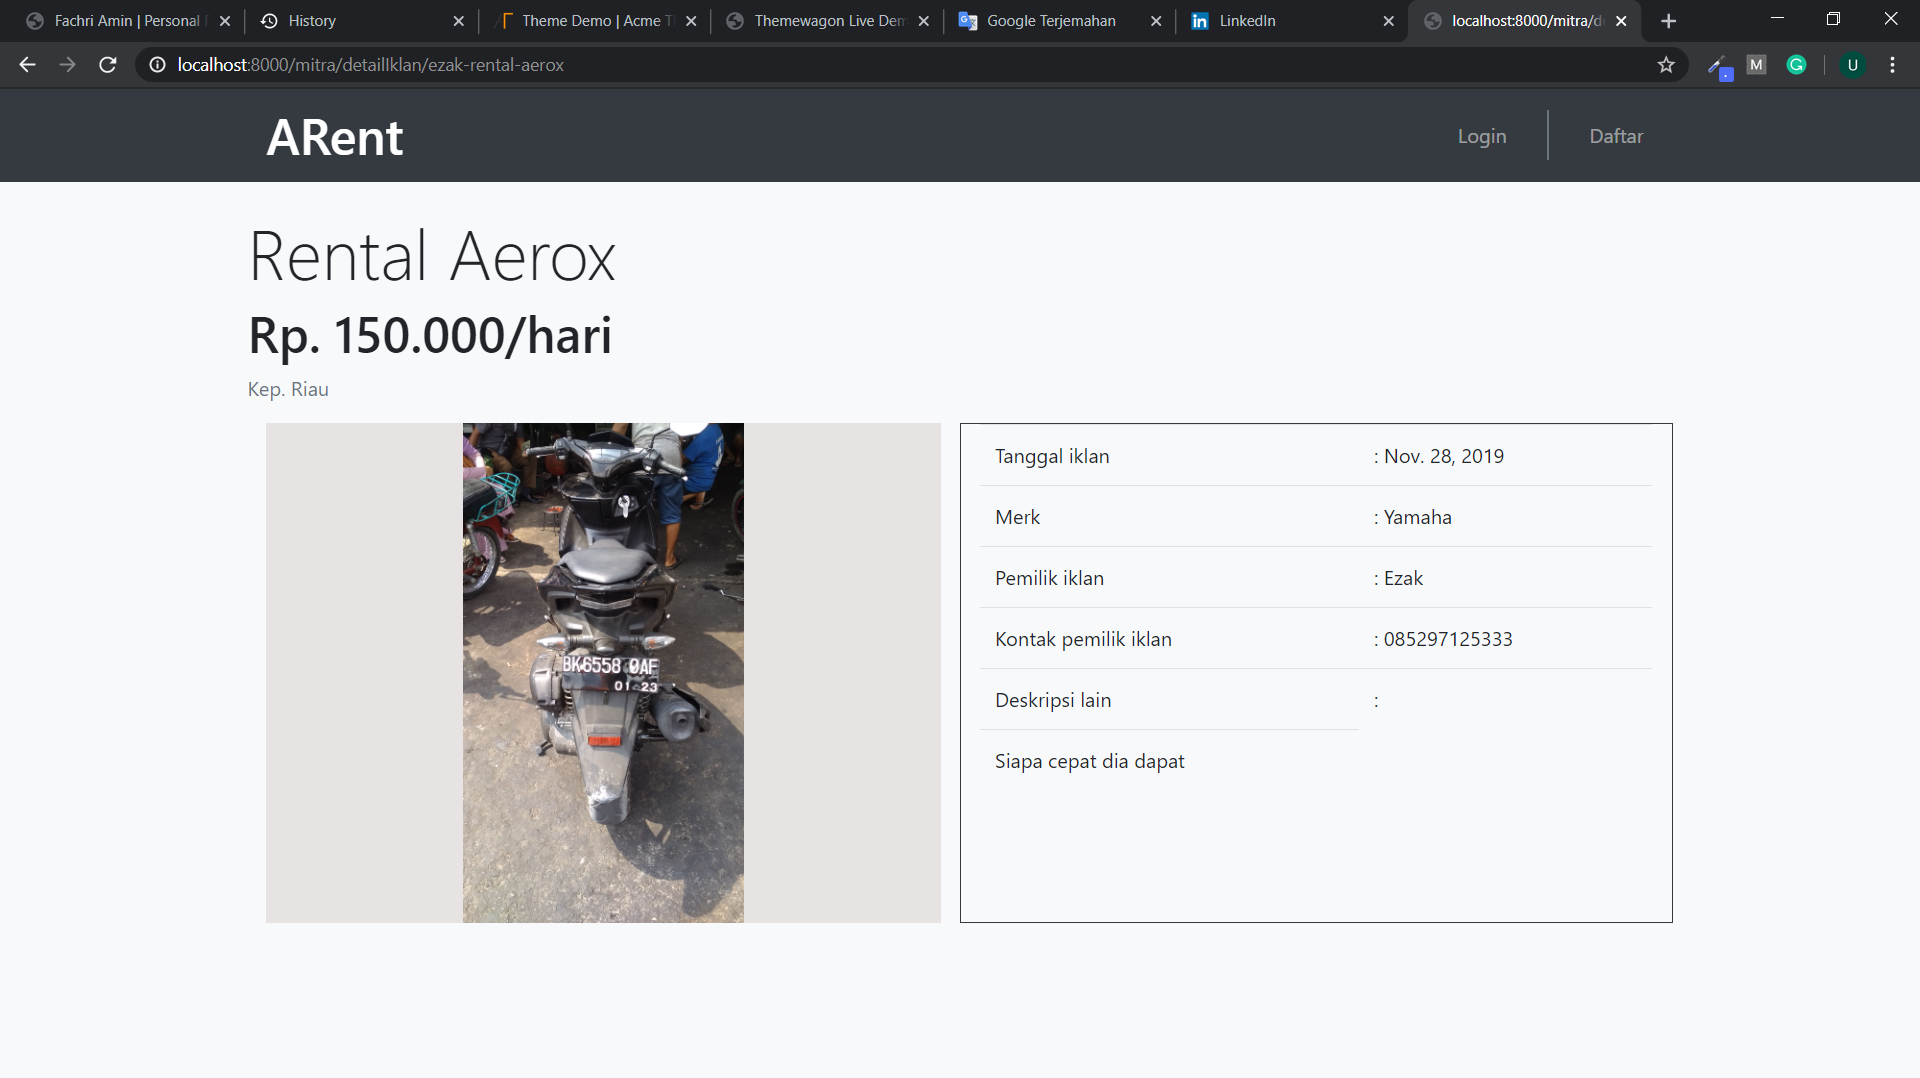 Fachri Amin | Personal
History
Theme Demo | Acme T
Themewagon Live Dem
Google Terjemahan
LinkedIn
localhost:8000/mitra/d
localhost:8000/mitra/detailIklan/ezak-rental-aerox
M
G
U
ARent
Login
Daftar
Rental Aerox
Rp. 150.000/hari
Kep. Riau
BK6558 OAF
01-23
Tanggal iklan : Nov. 28, 2019
Merk : Yamaha
Pemilik iklan : Ezak
Kontak pemilik iklan : 085297125333
Deskripsi lain :
Siapa cepat dia dapat